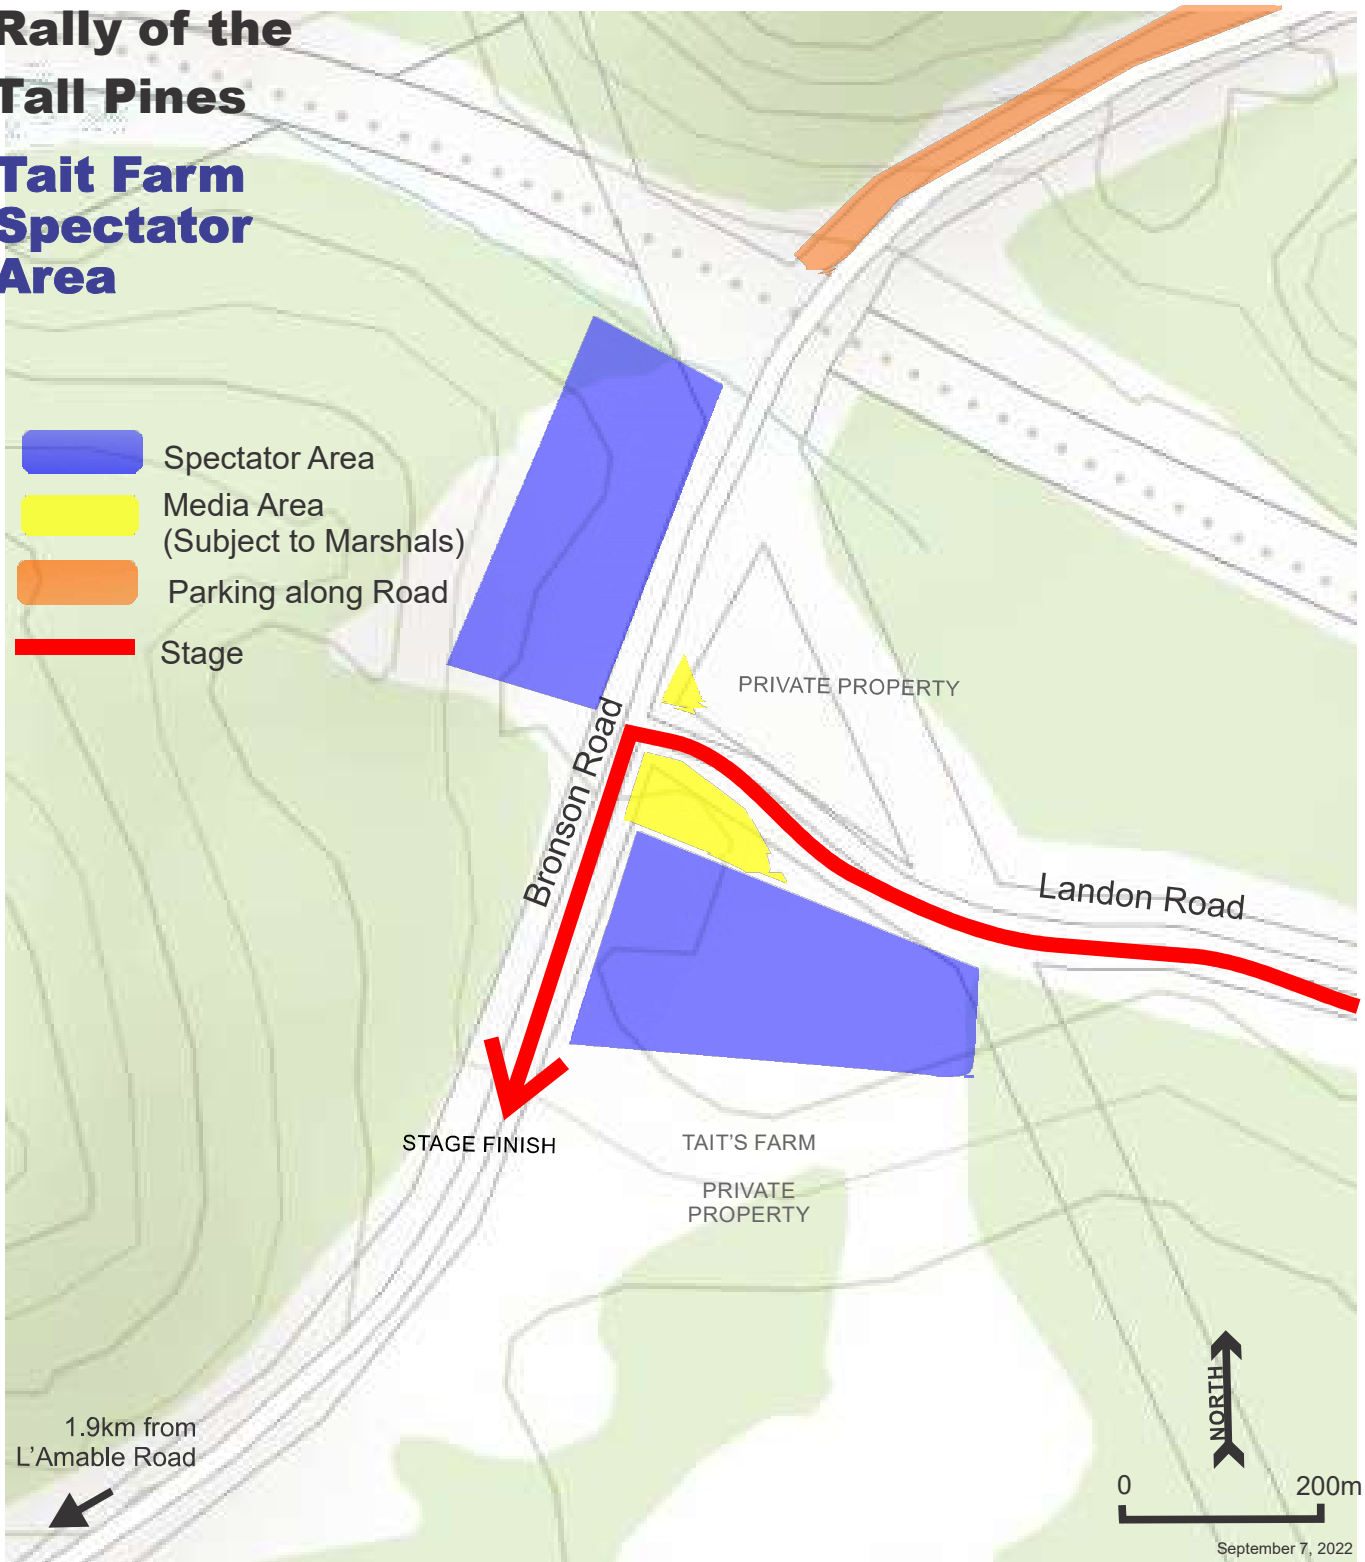 Rally of the
Tall Pines
Tait Farm
Spectator
Area
Spectator Area
Media Area
(Subject to Marshals)
Parking along Road
Stage
PRIVATE PROPERTY
Bronson Road
Landon Road
STAGE FINISH
TAIT'S FARM
PRIVATE
PROPERTY
1.9km from
L'Amable Road
NORTH
0 200m
September 7, 2022